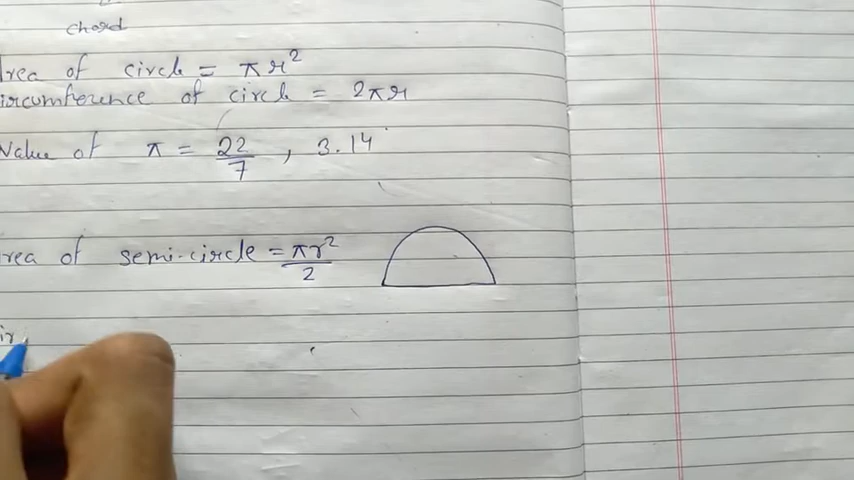 chord
rea of circle = πr²
ircumference of circle = 2πr
Value of π = 22/7 , 3.14
rea of semi-circle = πr²/2
ir